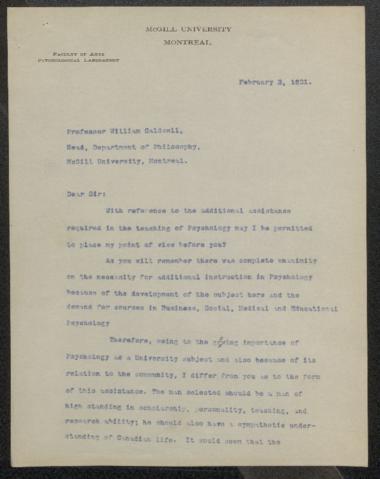 McGILL UNIVERSITY
MONTREAL
FACULTY OF ARTS
PSYCHOLOGICAL LABORATORY
February 3, 1921.
Professor William Caldwell,
Head, Department of Philosophy,
McGill University, Montreal.
Dear Sir:
With reference to the additional assistance
required in the teaching of Psychology may I be permitted
to place my point of view before you?
As you will remember there was complete unanimity
on the necessity for additional instruction in Psychology
because of the development of the subject here and the
demand for courses in Business, Social, Medical and Educational
Psychology
Therefore, owing to the growing importance of
Psychology as a University subject and also because of its
relation to the community, I differ from you as to the form
of this assistance. The man selected should be a man of
high standing in scholarship, personality, teaching, and
research ability; he should also have a sympathetic under-
standing of Canadian life. It would seem that the